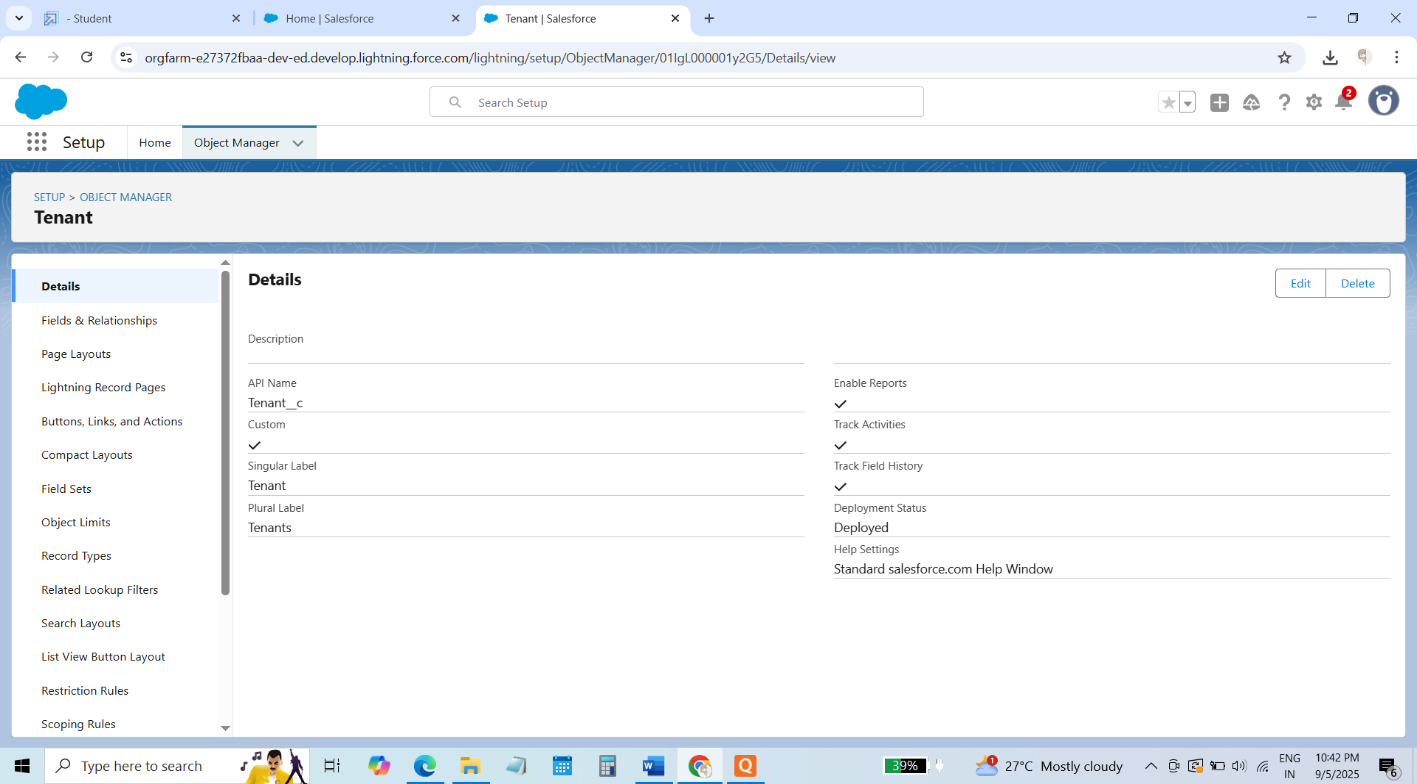 - Student
Home | Salesforce
Tenant | Salesforce
orgfarm-e27372fbaa-dev-ed.develop.lightning.force.com/lightning/setup/ObjectManager/01IgL000001y2G5/Details/view
Search Setup
2
Setup
Home
Object Manager
SETUP > OBJECT MANAGER
Tenant
Details
Fields & Relationships
Page Layouts
Lightning Record Pages
Buttons, Links, and Actions
Compact Layouts
Field Sets
Object Limits
Record Types
Related Lookup Filters
Search Layouts
List View Button Layout
Restriction Rules
Scoping Rules
Details
Edit
Delete
Description
API Name
Tenant__c
Custom
Singular Label
Tenant
Plural Label
Tenants
Enable Reports
Track Activities
Track Field History
Deployment Status
Deployed
Help Settings
Standard salesforce.com Help Window
Type here to search
39%
1
27°C Mostly cloudy
ENG
IN
10:42 PM
9/5/2025
6